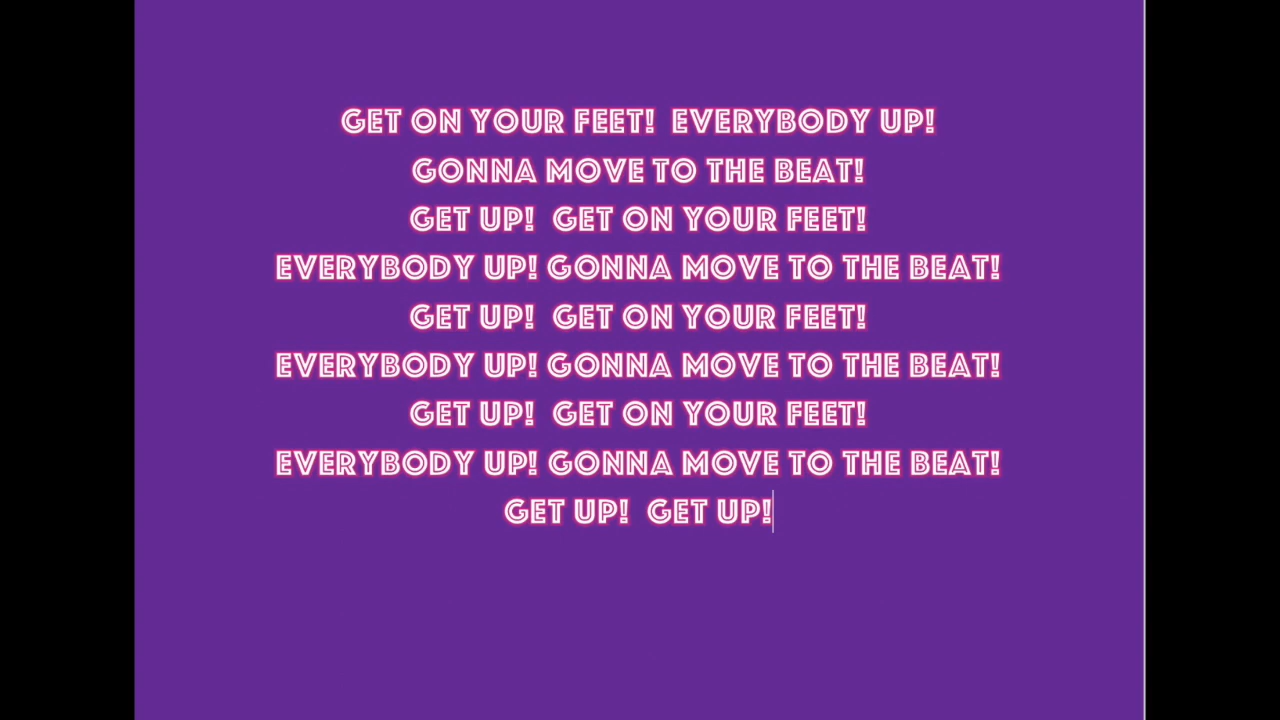 GET ON YOUR FEET!  EVERYBODY UP!
GONNA MOVE TO THE BEAT!
GET UP!  GET ON YOUR FEET!
EVERYBODY UP! GONNA MOVE TO THE BEAT!
GET UP!  GET ON YOUR FEET!
EVERYBODY UP! GONNA MOVE TO THE BEAT!
GET UP!  GET ON YOUR FEET!
EVERYBODY UP! GONNA MOVE TO THE BEAT!
GET UP!  GET UP!